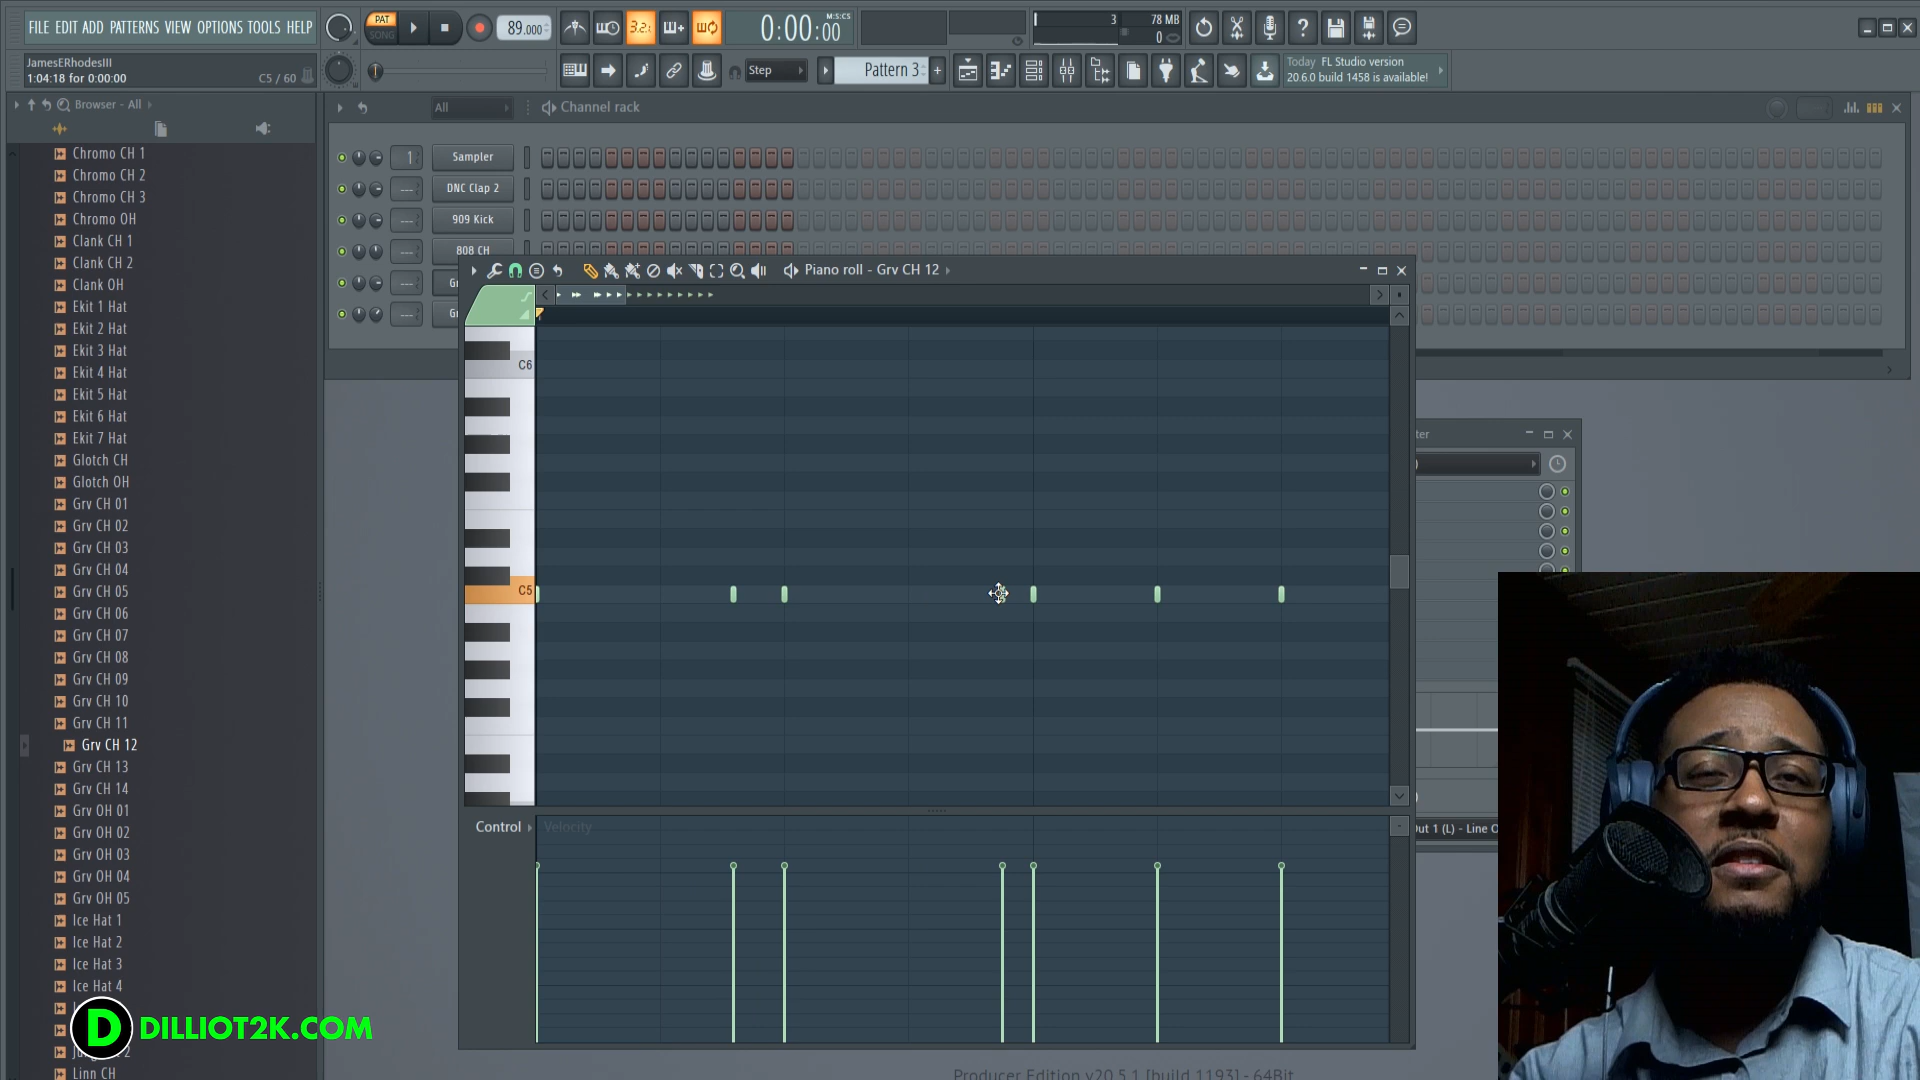 FILE EDIT ADD PATTERNS VIEW OPTIONS TOOLS HELP
PAT
SONG
89.000
3.2.
0:00:00
M:S:CS
3
78 MB
0
JamesERhodesIII
1:04:18 for 0:00:00
C5 / 60
Step
Pattern 3
+
Today FL Studio version
20.6.0 build 1458 is available!
Browser - All
All
Channel rack
Chromo CH 1
Chromo CH 2
Chromo CH 3
Chromo OH
Clank CH 1
Clank CH 2
Clank OH
Ekit 1 Hat
Ekit 2 Hat
Ekit 3 Hat
Ekit 4 Hat
Ekit 5 Hat
Ekit 6 Hat
Ekit 7 Hat
Glotch CH
Glotch OH
Grv CH 01
Grv CH 02
Grv CH 03
Grv CH 04
Grv CH 05
Grv CH 06
Grv CH 07
Grv CH 08
Grv CH 09
Grv CH 10
Grv CH 11
Grv CH 12
Grv CH 13
Grv CH 14
Grv OH 01
Grv OH 02
Grv OH 03
Grv OH 04
Grv OH 05
Ice Hat 1
Ice Hat 2
Ice Hat 3
Ice Hat 4
Linn CH
1
Sampler
---
DNC Clap 2
---
909 Kick
---
808 CH
---
---
Piano roll - Grv CH 12
C6
C5
Control
Velocity
ter
Out 1 (L) - Line O
D DILLIOT2K.COM
Producer Edition v20.5.1 [build 1193] - 64Bit